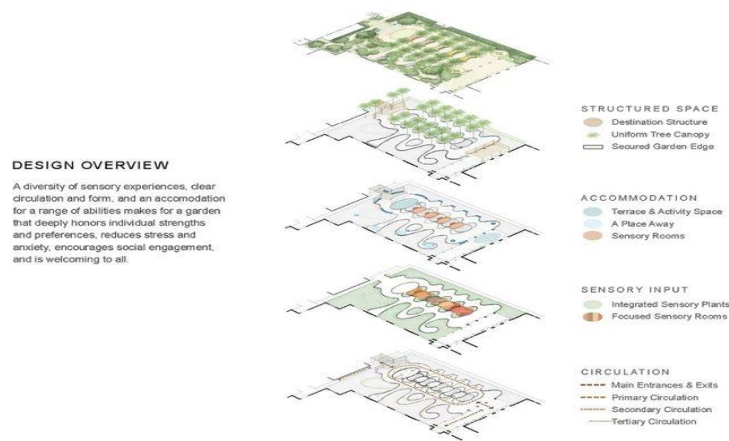 DESIGN OVERVIEW
A diversity of sensory experiences, clear
circulation and form, and an accomodation
for a range of abilities makes for a garden
that deeply honors individual strengths
and preferences, reduces stress and
anxiety, encourages social engagement,
and is welcoming to all.
STRUCTURED SPACE
Destination Structure
Uniform Tree Canopy
Secured Garden Edge
ACCOMMODATION
Terrace & Activity Space
A Place Away
Sensory Rooms
SENSORY INPUT
Integrated Sensory Plants
Focused Sensory Rooms
CIRCULATION
Main Entrances & Exits
Primary Circulation
Secondary Circulation
Tertiary Circulation